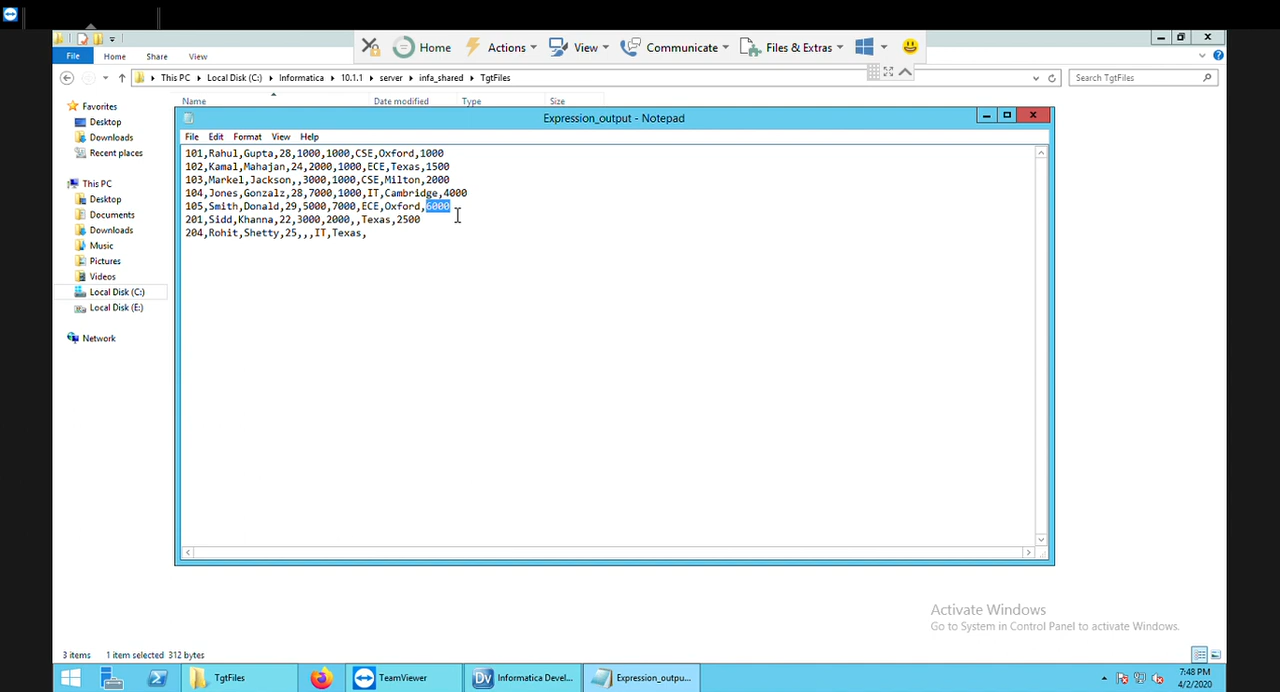 Home Actions View Communicate Files & Extras
File Home Share View
This PC Local Disk (C:) Informatica 10.1.1 server infa_shared TgtFiles Search TgtFiles
Name Date modified Type Size
Favorites
Desktop
Downloads
Recent places
This PC
Desktop
Documents
Downloads
Music
Pictures
Videos
Local Disk (C:)
Local Disk (E:)
Network
Expression_output - Notepad
File Edit Format View Help
101,Rahul,Gupta,28,1000,1000,CSE,Oxford,1000
102,Kamal,Mahajan,24,2000,1000,ECE,Texas,1500
103,Markel,Jackson,,3000,1000,CSE,Milton,2000
104,Jones,Gonzalz,28,7000,1000,IT,Cambridge,4000
105,Smith,Donald,29,5000,7000,ECE,Oxford,6000
201,Sidd,Khanna,22,3000,2000,,Texas,2500
204,Rohit,Shetty,25,,,IT,Texas,
Activate Windows
Go to System in Control Panel to activate Windows.
3 items 1 item selected 312 bytes
TgtFiles TeamViewer Informatica Devel... Expression_outpu...
7:48 PM
4/2/2020